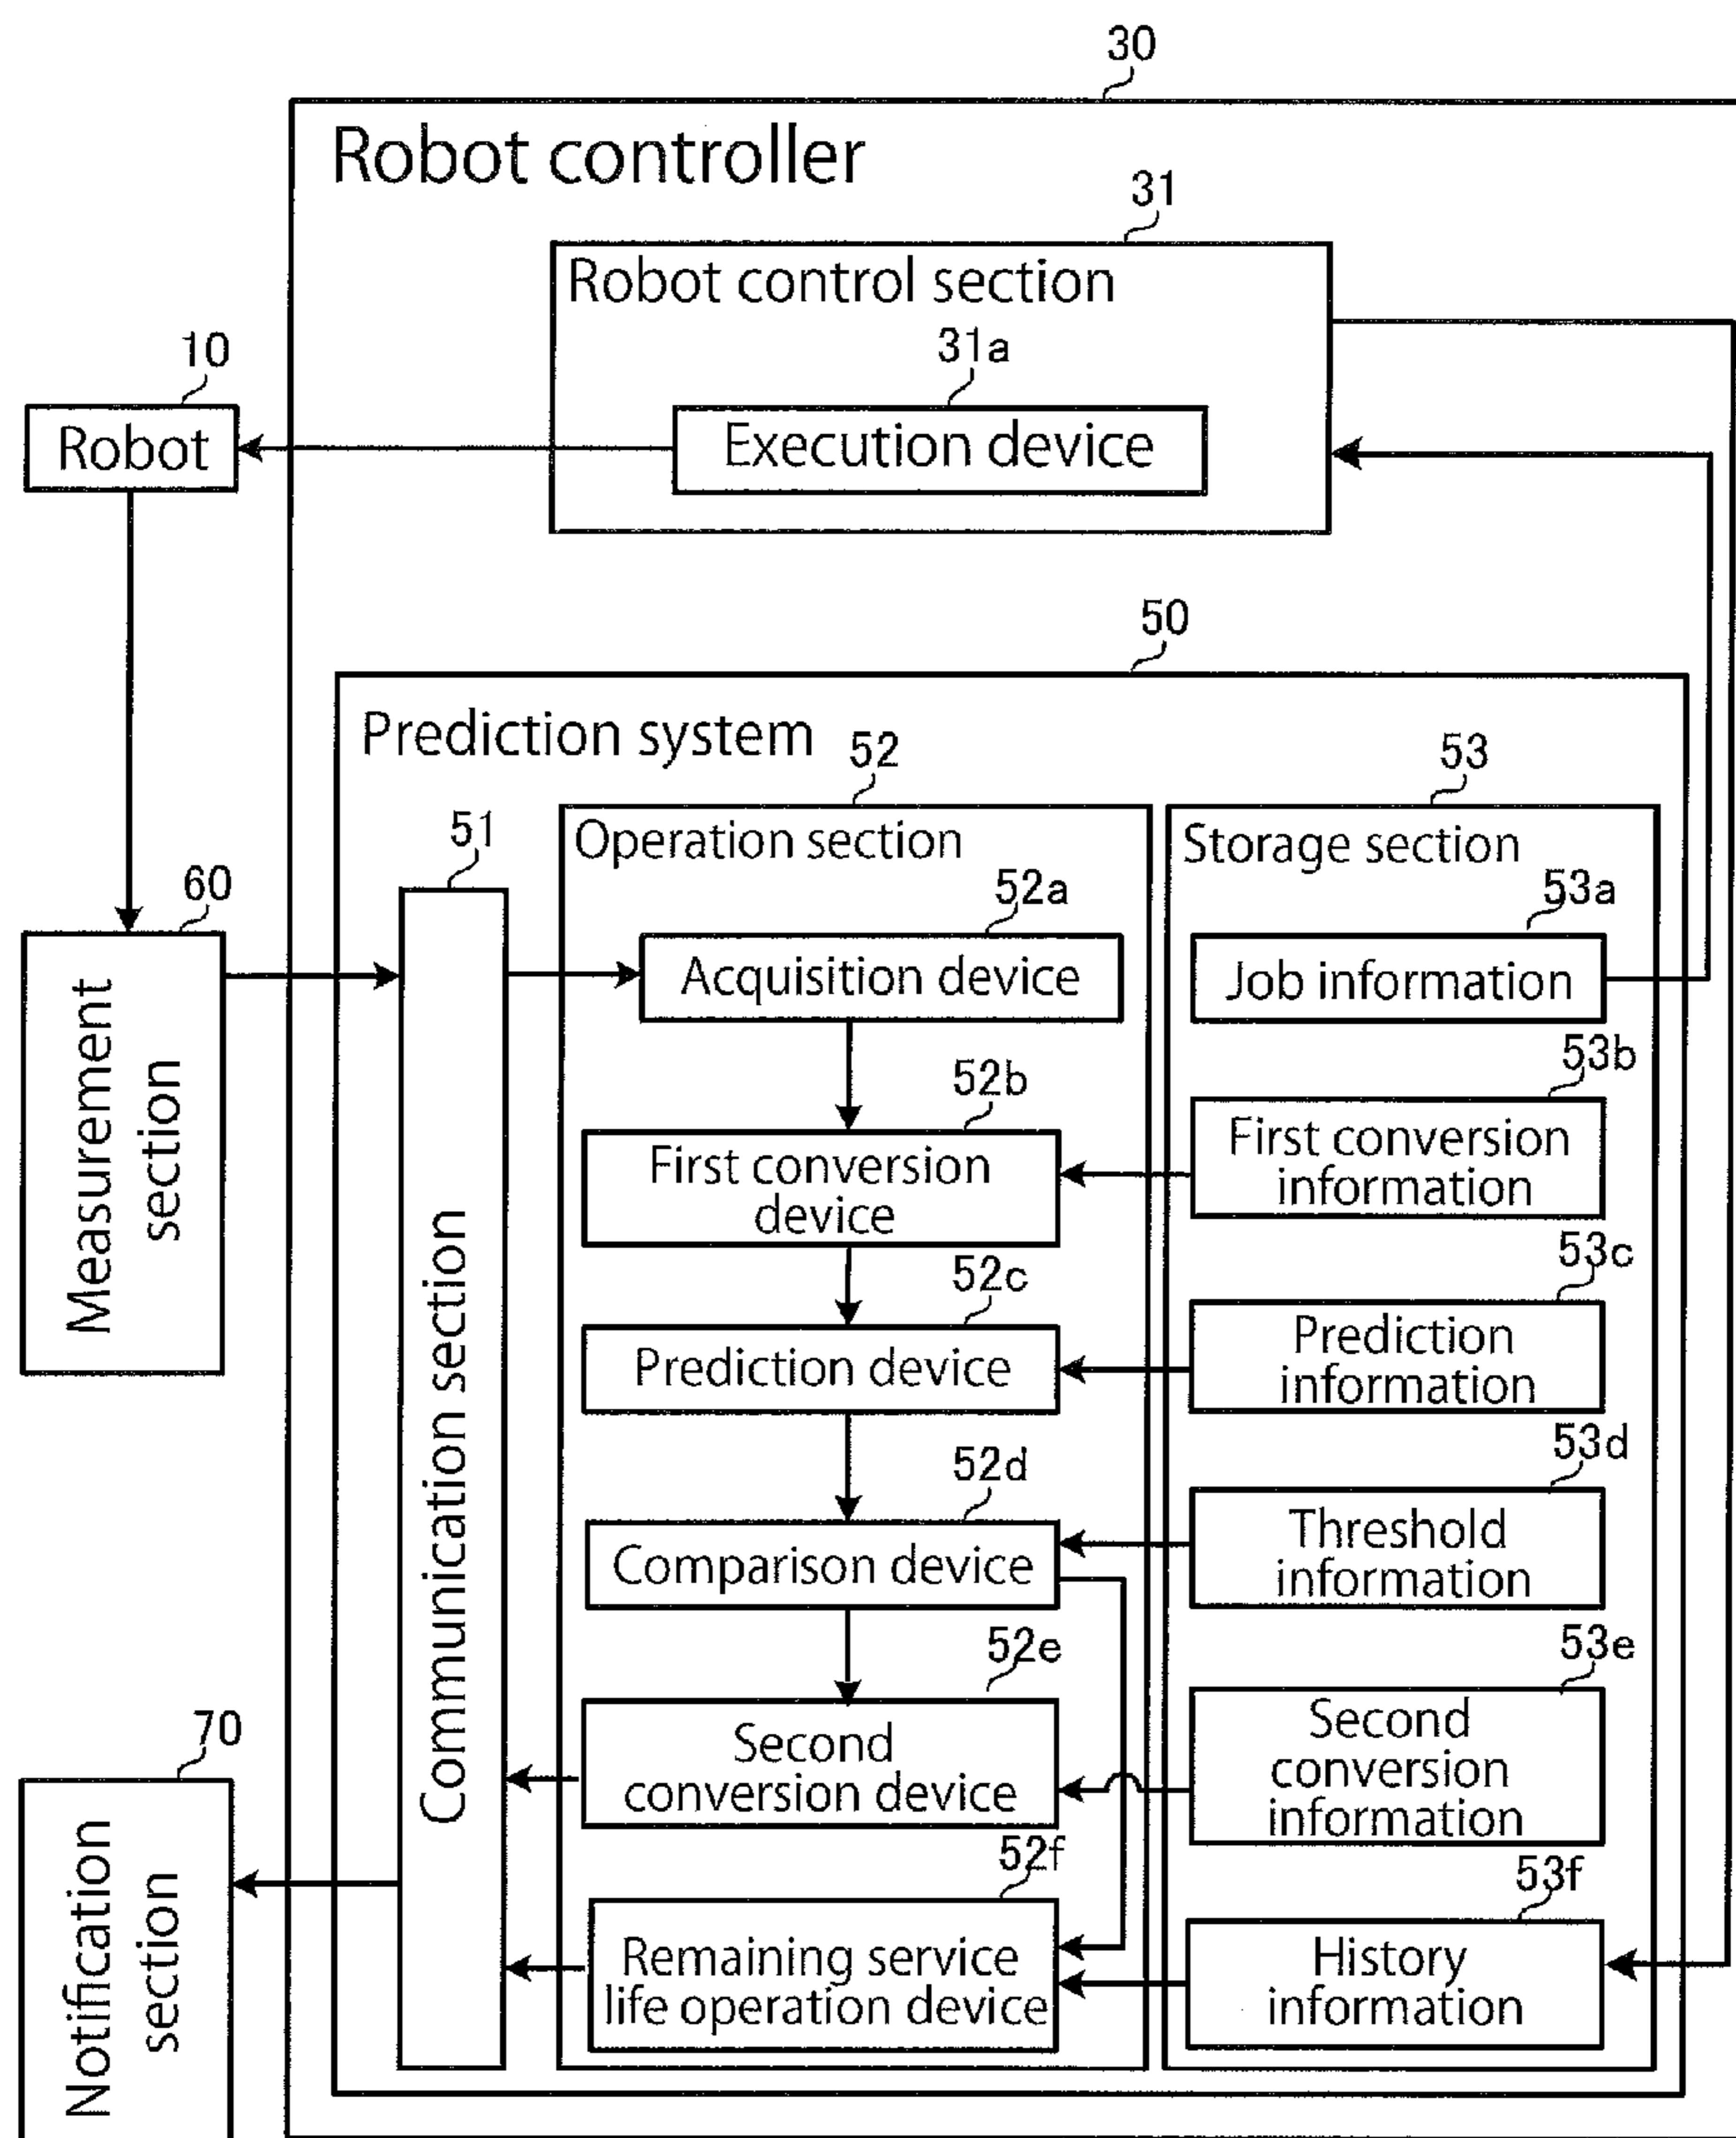 30
Robot controller
31
Robot control section
31a
Execution device
10
Robot
50
Prediction system
52
53
51
Operation section
Storage section
60
Measurement
section
Communication section
52a
Acquisition device
53a
Job information
52b
First conversion
device
53b
First conversion
information
52c
Prediction device
53c
Prediction
information
52d
Comparison device
53d
Threshold
information
52e
Second
conversion device
53e
Second
conversion
information
70
Notification
section
52f
Remaining service
life operation device
53f
History
information